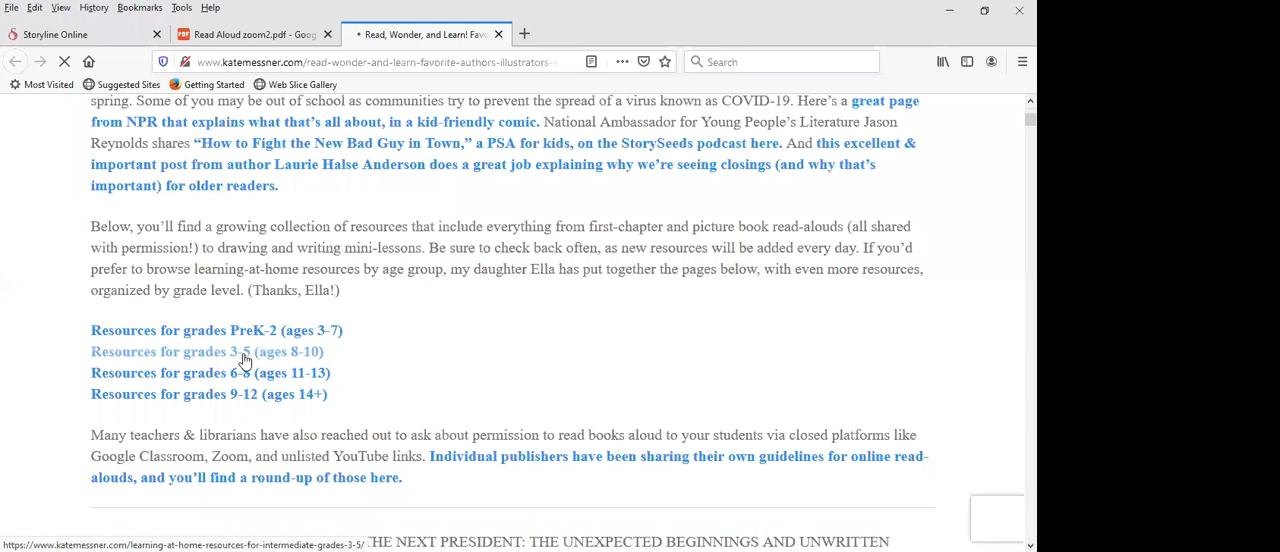 File Edit View History Bookmarks Tools Help
Storyline Online
Read Aloud zoom2.pdf - Goog
Read, Wonder, and Learn! Favo
www.katemessner.com/read-wonder-and-learn-favorite-authors-illustrators-
Search
Most Visited Suggested Sites Getting Started Web Slice Gallery
spring. Some of you may be out of school as communities try to prevent the spread of a virus known as COVID-19. Here's a great page
from NPR that explains what that's all about, in a kid-friendly comic. National Ambassador for Young People's Literature Jason
Reynolds shares "How to Fight the New Bad Guy in Town," a PSA for kids, on the StorySeeds podcast here. And this excellent &
important post from author Laurie Halse Anderson does a great job explaining why we're seeing closings (and why that's
important) for older readers.
Below, you'll find a growing collection of resources that include everything from first-chapter and picture book read-alouds (all shared
with permission!) to drawing and writing mini-lessons. Be sure to check back often, as new resources will be added every day. If you'd
prefer to browse learning-at-home resources by age group, my daughter Ella has put together the pages below, with even more resources,
organized by grade level. (Thanks, Ella!)
Resources for grades PreK-2 (ages 3-7)
Resources for grades 3-5 (ages 8-10)
Resources for grades 6-8 (ages 11-13)
Resources for grades 9-12 (ages 14+)
Many teachers & librarians have also reached out to ask about permission to read books aloud to your students via closed platforms like
Google Classroom, Zoom, and unlisted YouTube links. Individual publishers have been sharing their own guidelines for online read-
alouds, and you'll find a round-up of those here.
THE NEXT PRESIDENT: THE UNEXPECTED BEGINNINGS AND UNWRITTEN
https://www.katemessner.com/learning-at-home-resources-for-intermediate-grades-3-5/